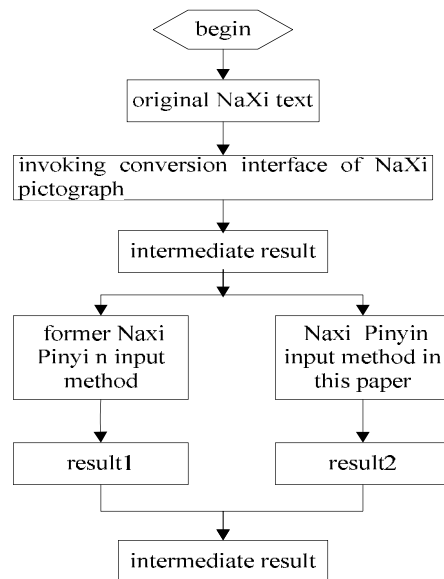 begin
original NaXi text
invoking conversion interface of NaXi
pictograph
intermediate result
former Naxi
Pinyi n input
method
Naxi Pinyin
input method in
this paper
result1
result2
intermediate result